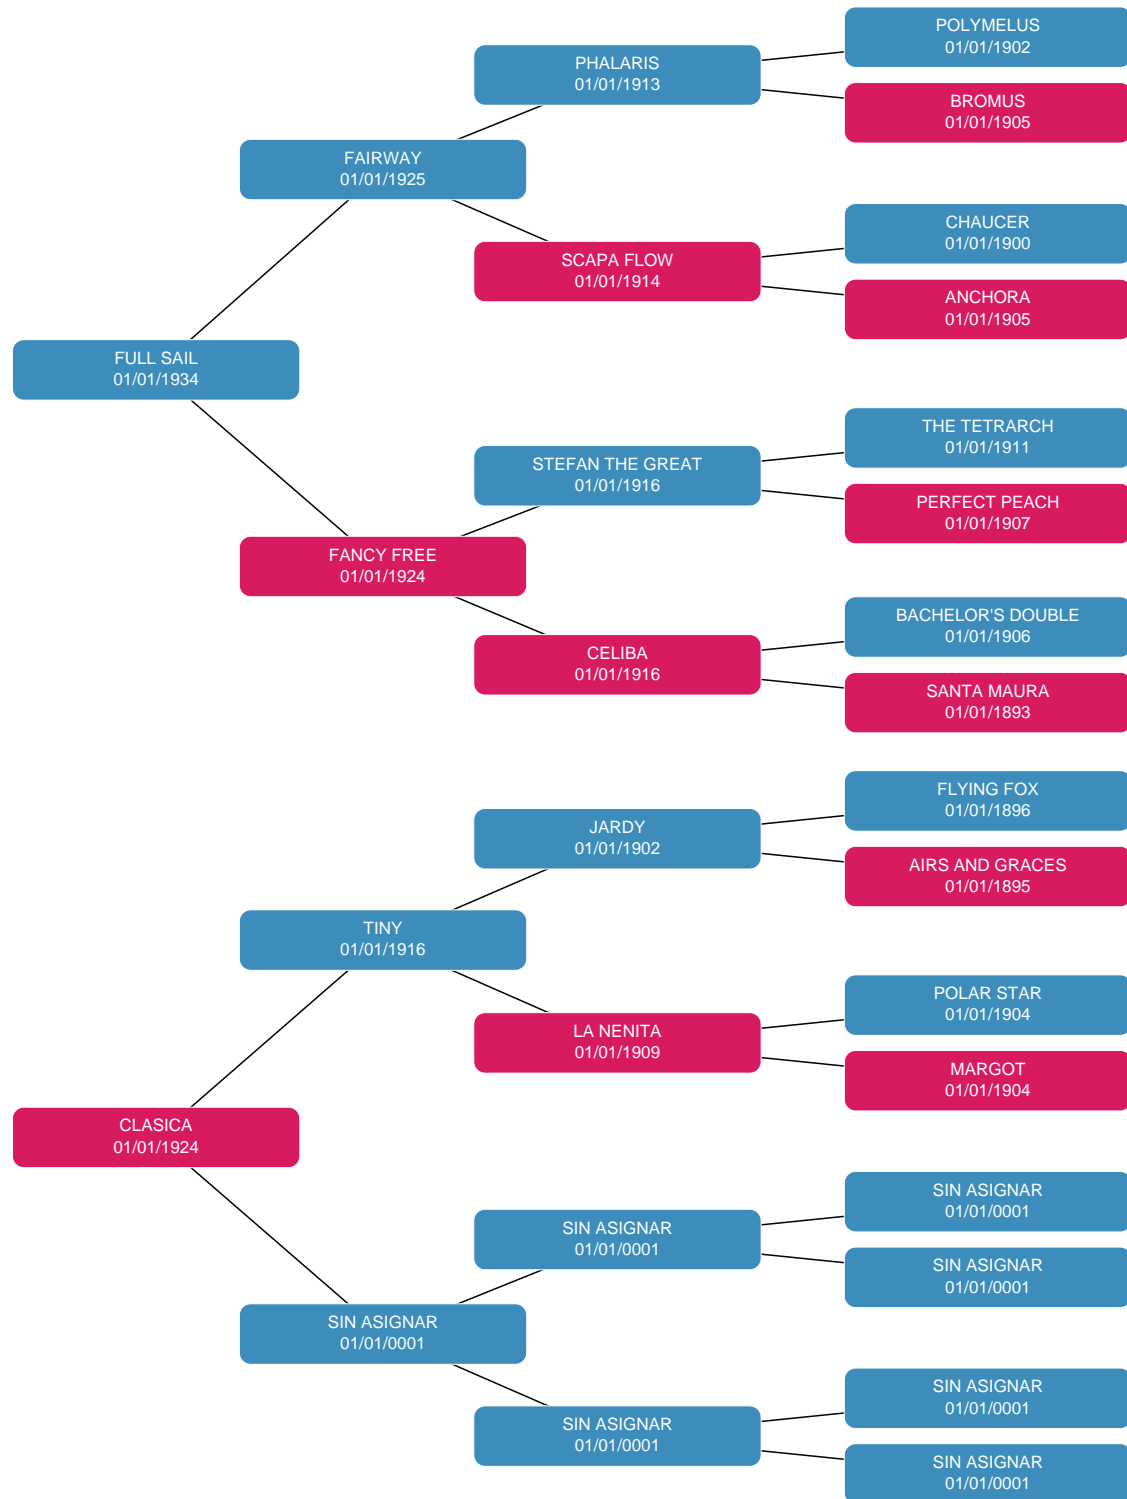 POLYMELUS
01/01/1902
PHALARIS
01/01/1913
BROMUS
01/01/1905
FAIRWAY
01/01/1925
CHAUCER
01/01/1900
SCAPA FLOW
01/01/1914
ANCHORA
01/01/1905
FULL SAIL
01/01/1934
THE TETRARCH
01/01/1911
STEFAN THE GREAT
01/01/1916
PERFECT PEACH
01/01/1907
FANCY FREE
01/01/1924
BACHELOR'S DOUBLE
01/01/1906
CELIBA
01/01/1916
SANTA MAURA
01/01/1893
FLYING FOX
01/01/1896
JARDY
01/01/1902
AIRS AND GRACES
01/01/1895
TINY
01/01/1916
POLAR STAR
01/01/1904
LA NENITA
01/01/1909
MARGOT
01/01/1904
CLASICA
01/01/1924
SIN ASIGNAR
01/01/0001
SIN ASIGNAR
01/01/0001
SIN ASIGNAR
01/01/0001
SIN ASIGNAR
01/01/0001
SIN ASIGNAR
01/01/0001
SIN ASIGNAR
01/01/0001
SIN ASIGNAR
01/01/0001